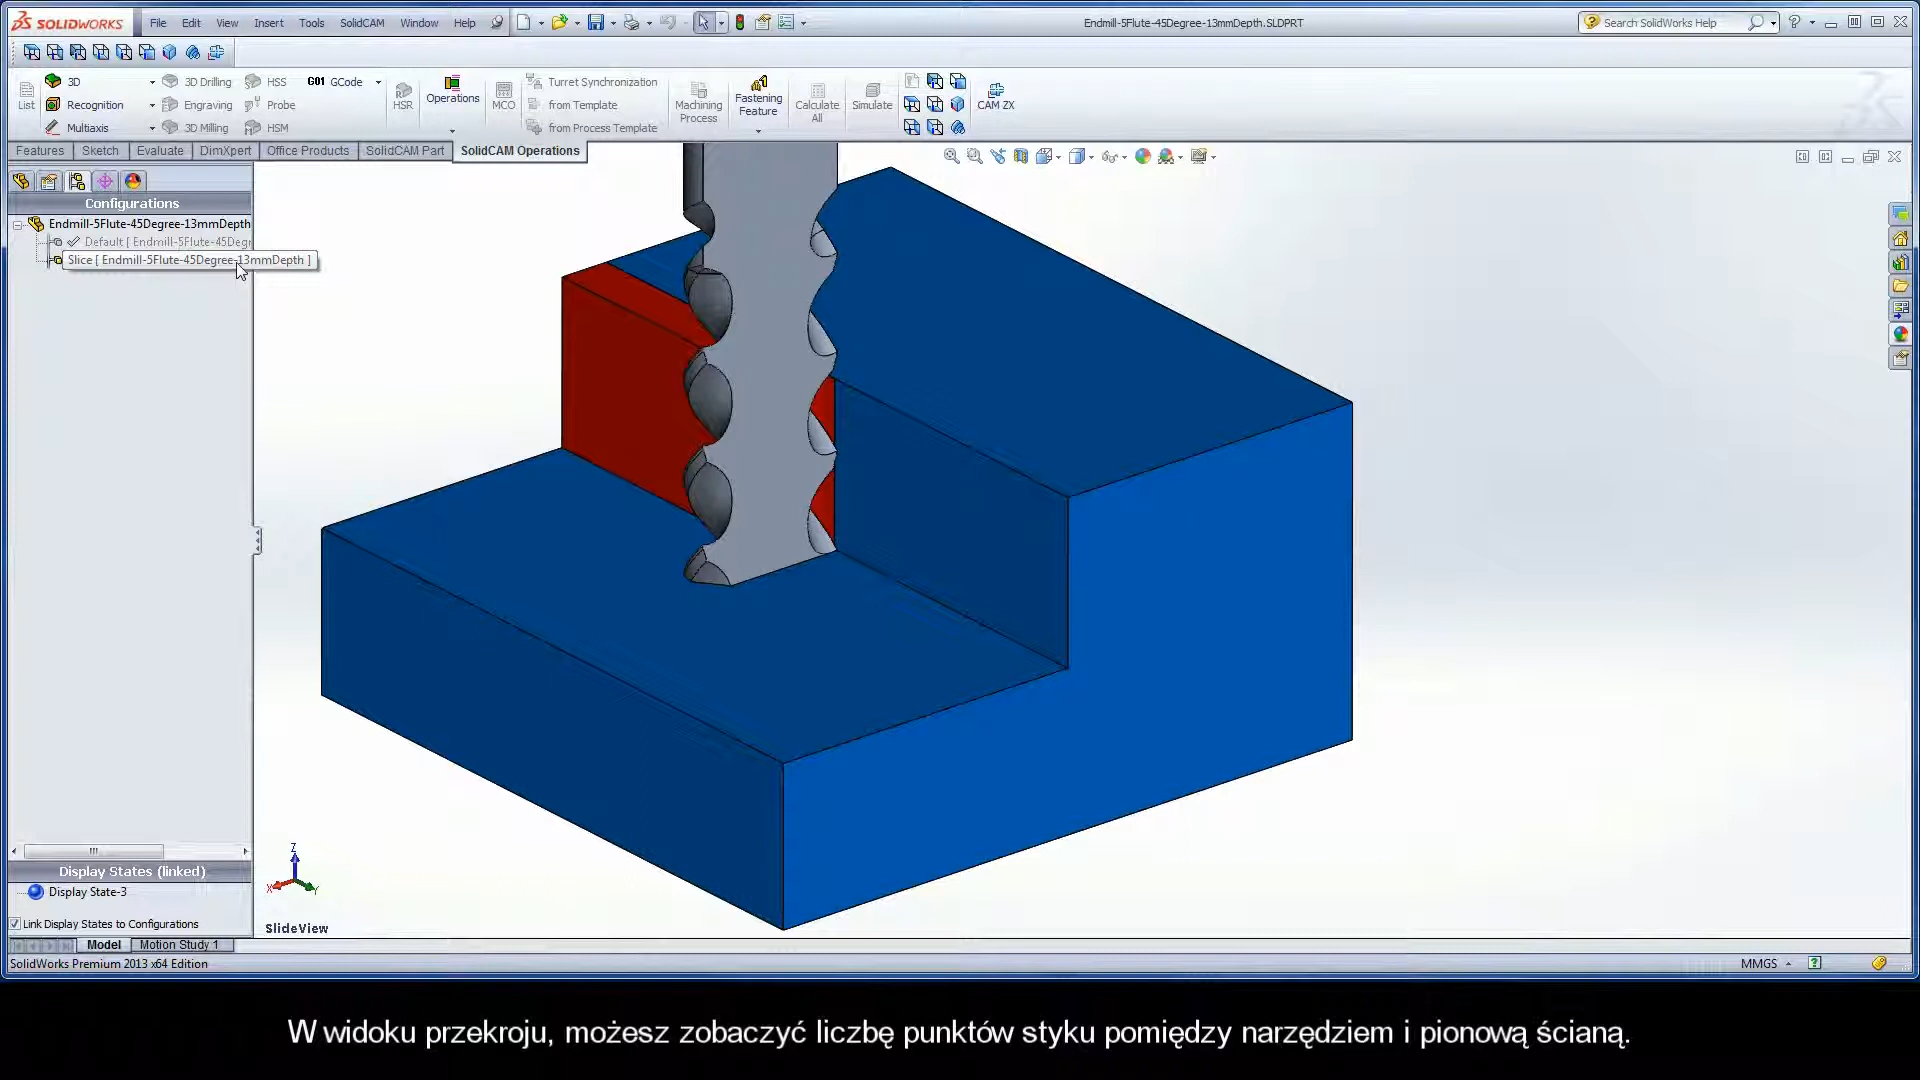 SOLIDWORKS File Edit View Insert Tools SolidCAM Window Help Endmill-5Flute-45Degree-13mmDepth.SLDPRT Search SolidWorks Help
3D 3D Drilling HSS G01 GCode Turret Synchronization
List Recognition Engraving Probe HSR Operations MCO from Template Machining Process Fastening Feature Calculate All Simulate CAM ZX
Multiaxis 3D Milling HSM from Process Template
Features Sketch Evaluate DimXpert Office Products SolidCAM Part SolidCAM Operations
Configurations
Endmill-5Flute-45Degree-13mmDepth
Default [ Endmill-5Flute-45Degr
Slice [ Endmill-5Flute-45Degree-13mmDepth ]
Display States (linked)
Display State-3
Link Display States to Configurations
Z
X
Y
SlideView
Model Motion Study 1
SolidWorks Premium 2013 x64 Edition MMGS
W widoku przekroju, możesz zobaczyć liczbę punktów styku pomiędzy narzędziem i pionową ścianą.